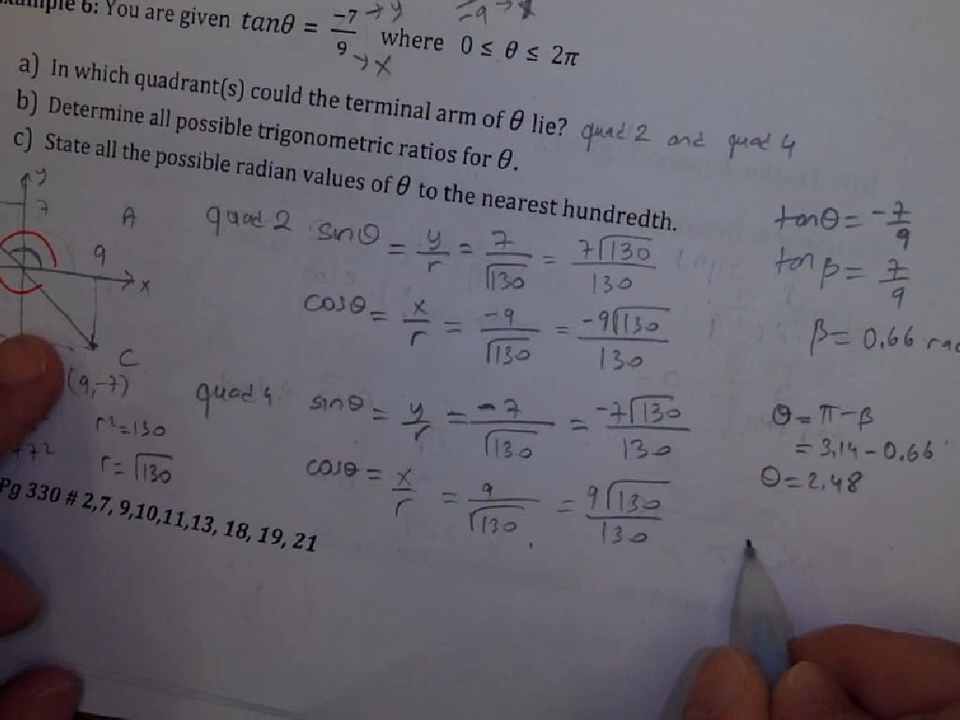 6: You are given tanθ = -7/9 → y → x where 0 ≤ θ ≤ 2π
-9 → x
a) In which quadrant(s) could the terminal arm of θ lie? quad 2 and quad 4
b) Determine all possible trigonometric ratios for θ.
c) State all the possible radian values of θ to the nearest hundredth.
y
7
A
9
x
C
(9,-7)
r²=130
+7²
r=√130
quad 2 sinθ = y/r = 7/√130 = 7√130/130
cosθ = x/r = -9/√130 = -9√130/130
quad 4 sinθ = y/r = -7/√130 = -7√130/130
cosθ = x/r = 9/√130 = 9√130/130
tanθ = -7/9
tanβ = 7/9
β = 0.66 rad
θ = π-β
= 3.14 - 0.66
θ = 2.48
Pg 330 # 2,7, 9,10,11,13, 18, 19, 21